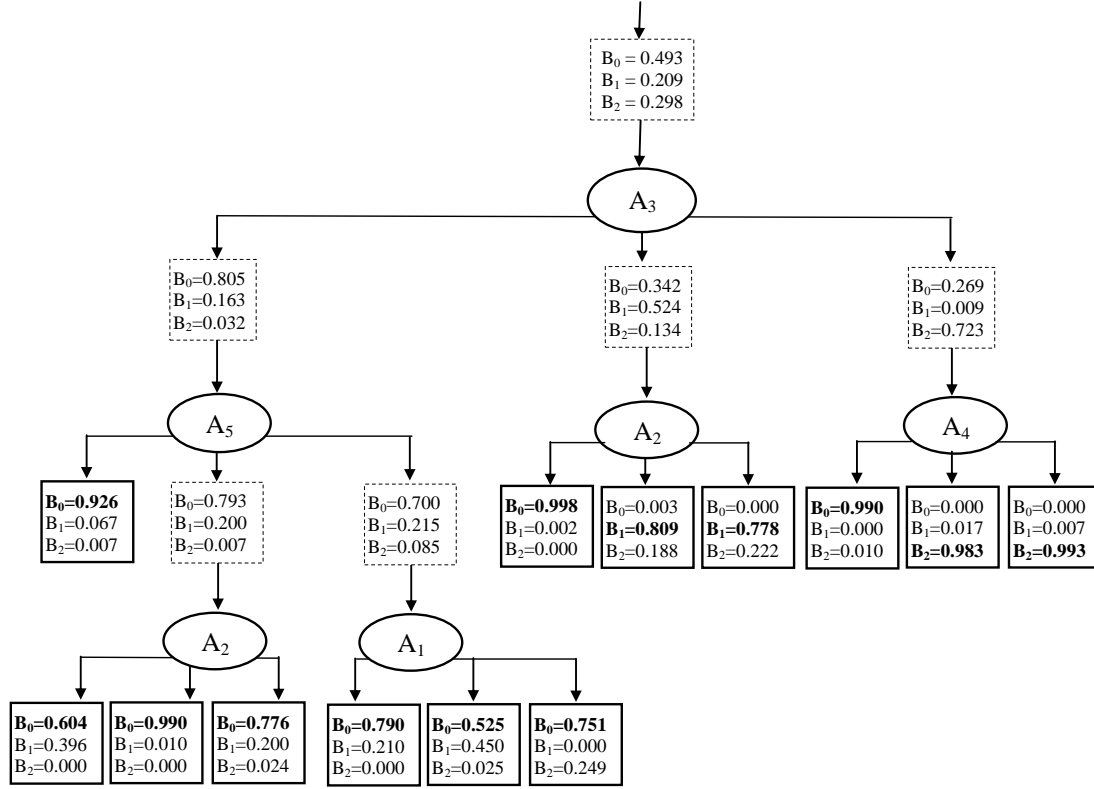 B₀ = 0.493
B₁ = 0.209
B₂ = 0.298
A₃
B₀=0.805
B₁=0.163
B₂=0.032
B₀=0.342
B₁=0.524
B₂=0.134
B₀=0.269
B₁=0.009
B₂=0.723
A₅
A₂
A₄
B₀=0.926
B₁=0.067
B₂=0.007
B₀=0.793
B₁=0.200
B₂=0.007
B₀=0.700
B₁=0.215
B₂=0.085
B₀=0.998
B₁=0.002
B₂=0.000
B₀=0.003
B₁=0.809
B₂=0.188
B₀=0.000
B₁=0.778
B₂=0.222
B₀=0.990
B₁=0.000
B₂=0.010
B₀=0.000
B₁=0.017
B₂=0.983
B₀=0.000
B₁=0.007
B₂=0.993
A₂
A₁
B₀=0.604
B₁=0.396
B₂=0.000
B₀=0.990
B₁=0.010
B₂=0.000
B₀=0.776
B₁=0.200
B₂=0.024
B₀=0.790
B₁=0.210
B₂=0.000
B₀=0.525
B₁=0.450
B₂=0.025
B₀=0.751
B₁=0.000
B₂=0.249